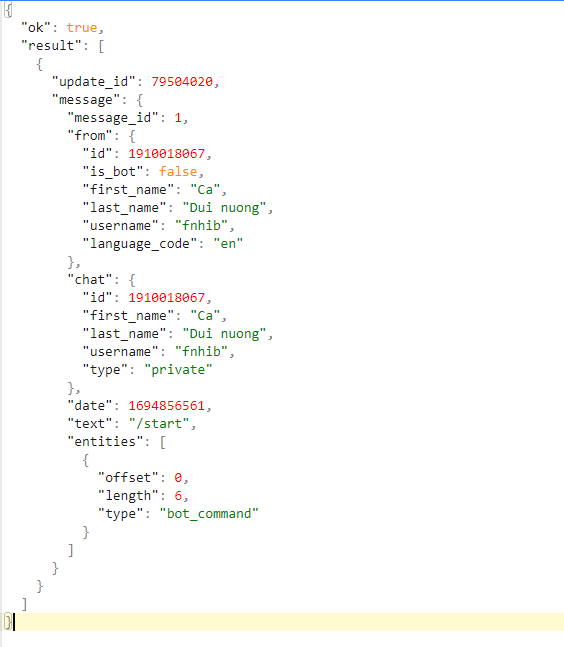 {
  "ok": true,
  "result": [
    {
      "update_id": 79504020,
      "message": {
        "message_id": 1,
        "from": {
          "id": 1910018067,
          "is_bot": false,
          "first_name": "Ca",
          "last_name": "Dui nuong",
          "username": "fnhib",
          "language_code": "en"
        },
        "chat": {
          "id": 1910018067,
          "first_name": "Ca",
          "last_name": "Dui nuong",
          "username": "fnhib",
          "type": "private"
        },
        "date": 1694856561,
        "text": "/start",
        "entities": [
          {
            "offset": 0,
            "length": 6,
            "type": "bot_command"
          }
        ]
      }
    }
  ]
}